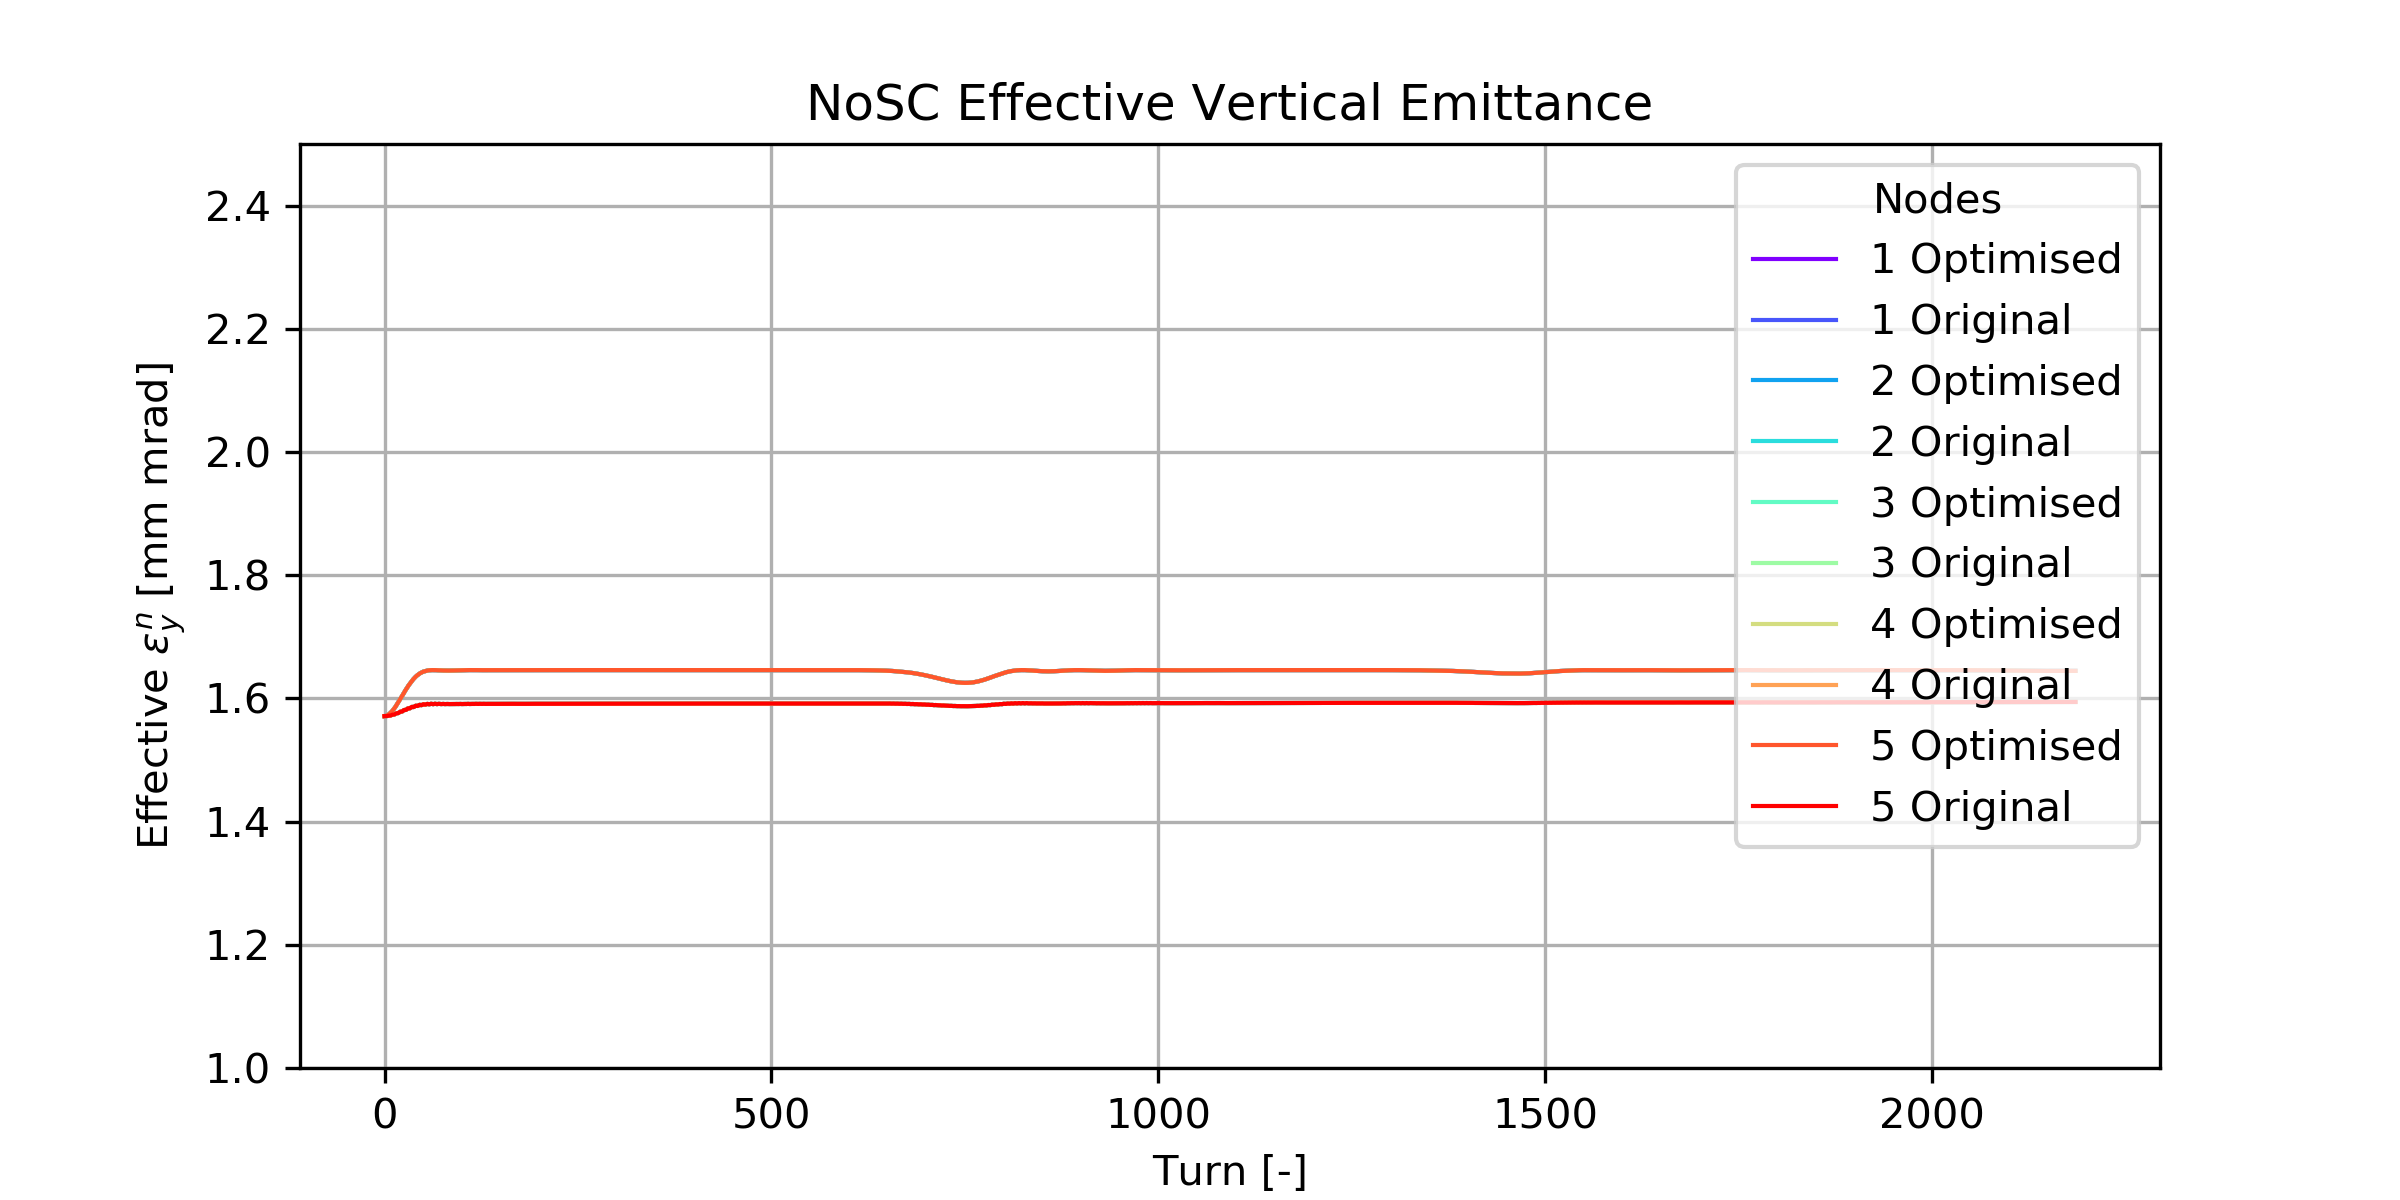 NoSC Effective Vertical Emittance
Effective ε_y^n [mm mrad]
2.4
2.2
2.0
1.8
1.6
1.4
1.2
1.0
0 500 1000 1500 2000
Turn [-]
Nodes
1 Optimised
1 Original
2 Optimised
2 Original
3 Optimised
3 Original
4 Optimised
4 Original
5 Optimised
5 Original